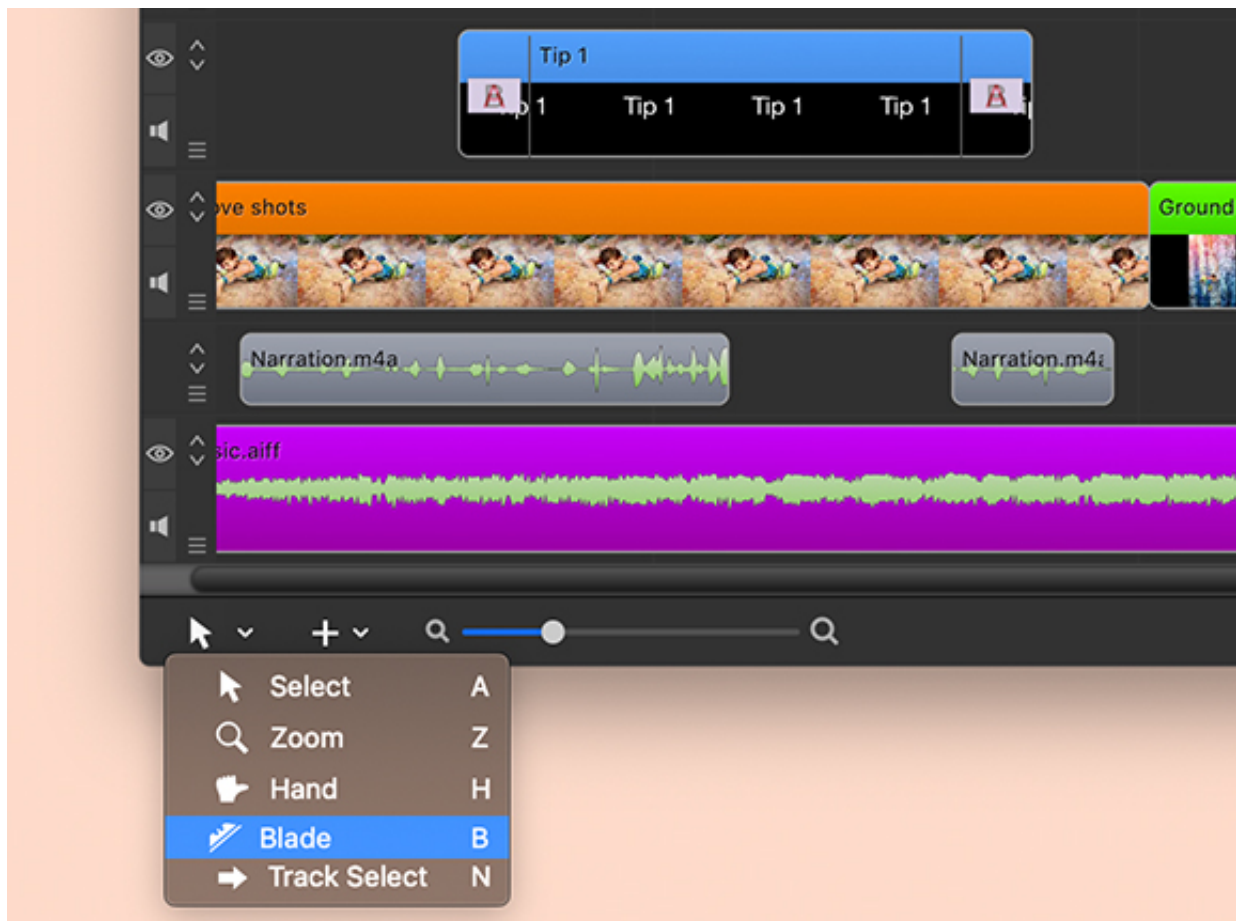 Tip 1
Tip 1
Tip 1
Tip 1
ove shots
Ground
Narration.m4a
Narration.m4a
sic.aiff
Select A
Zoom Z
Hand H
Blade B
Track Select N